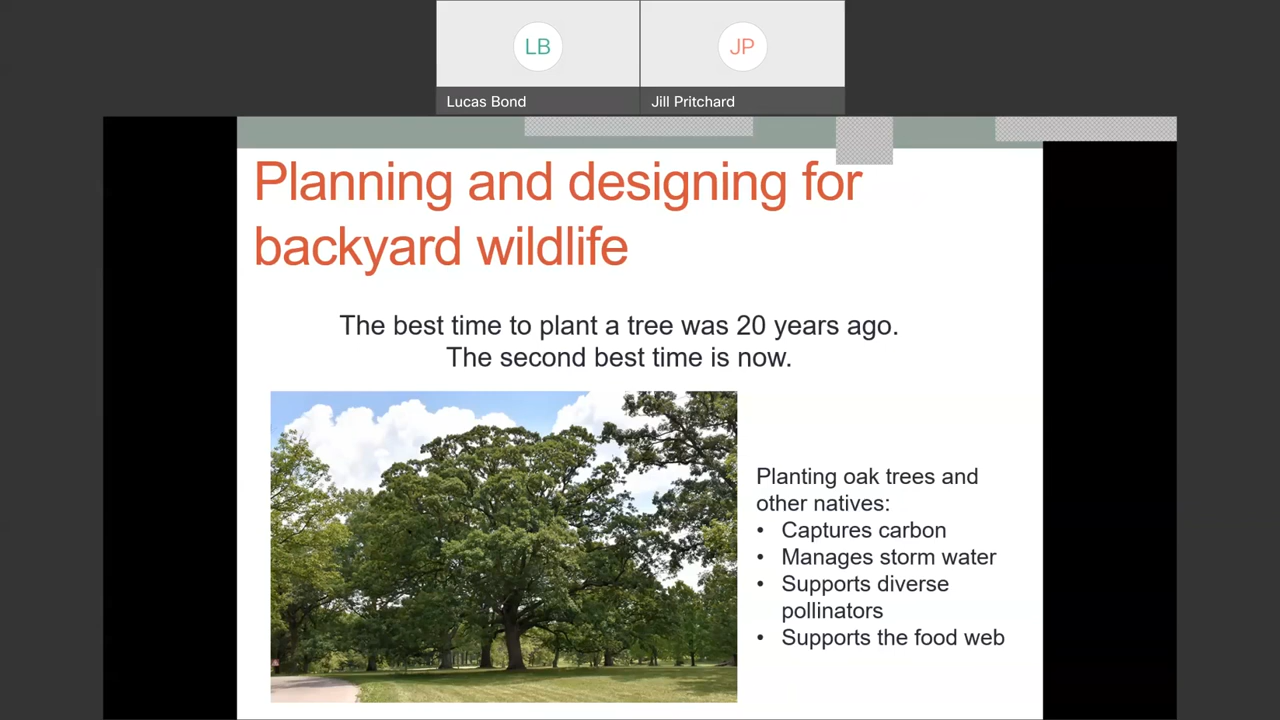 LB
JP
Lucas Bond
Jill Pritchard
Planning and designing for
backyard wildlife
The best time to plant a tree was 20 years ago.
The second best time is now.
Planting oak trees and
other natives:
• Captures carbon
• Manages storm water
• Supports diverse
pollinators
• Supports the food web